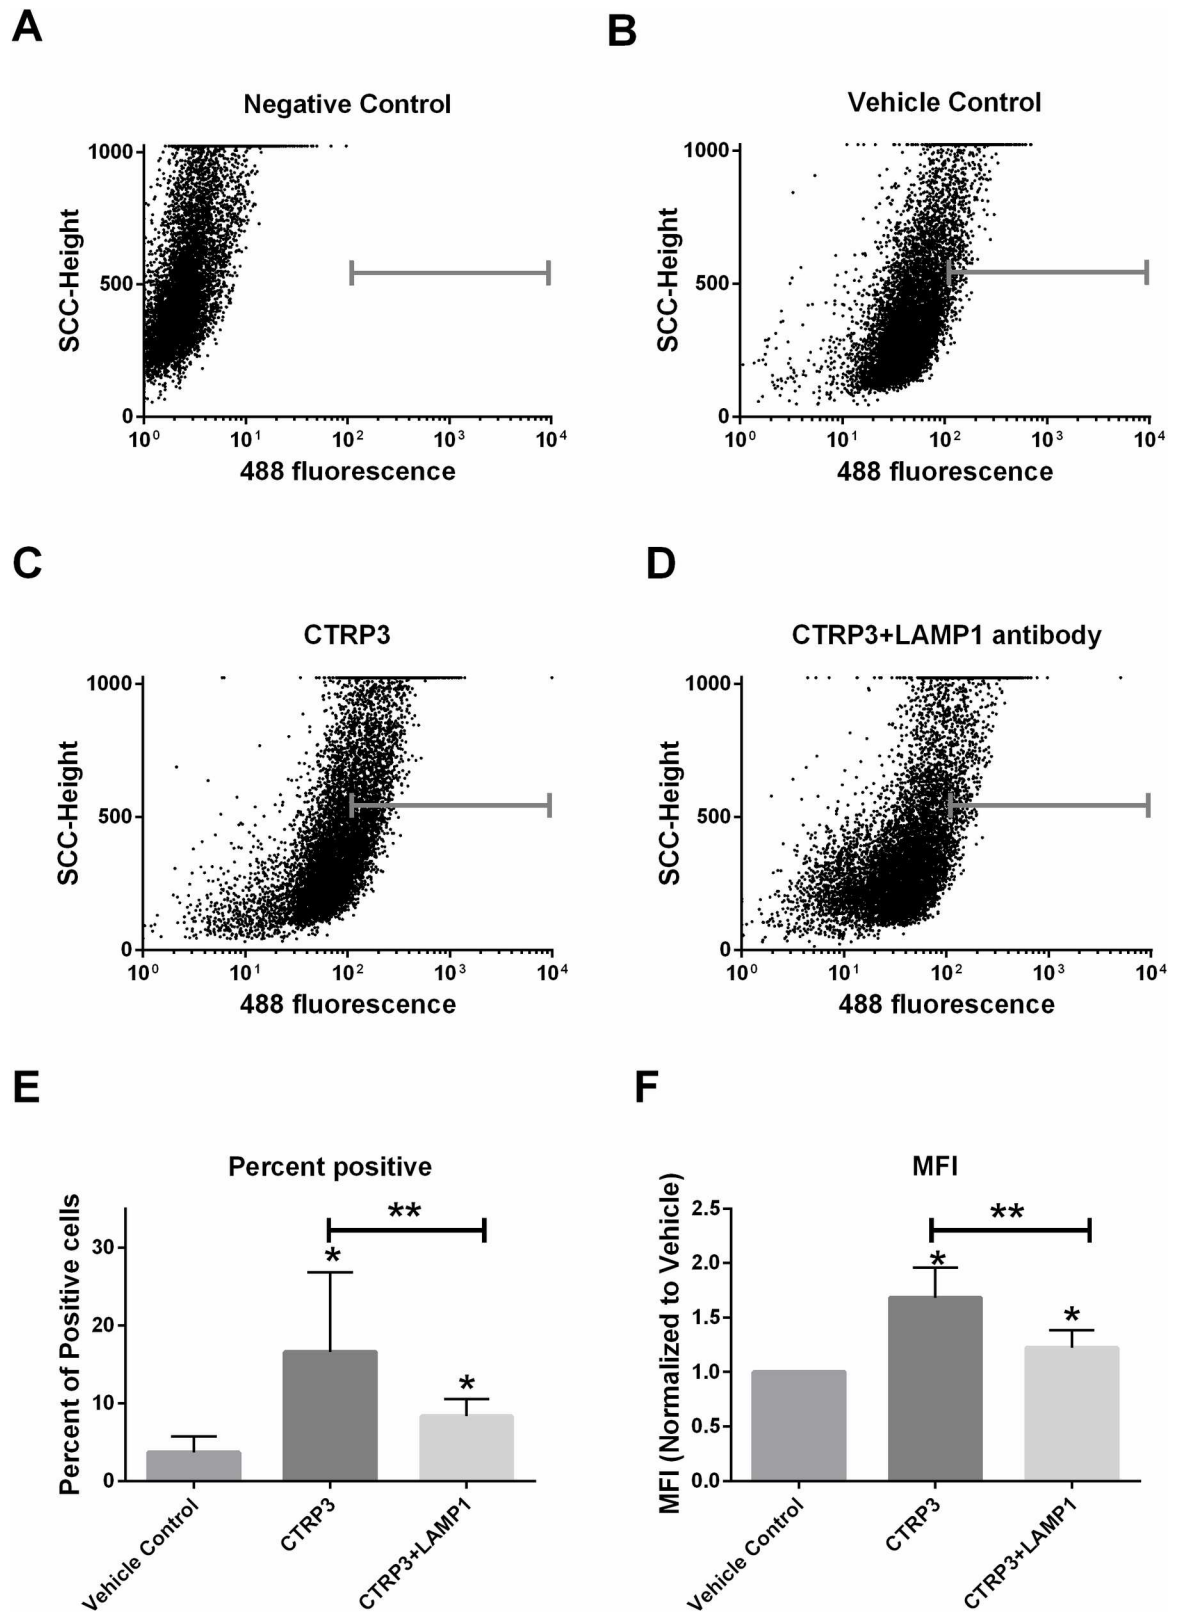 A
B
Negative Control
Vehicle Control
1000
500
0
SCC-Height
10⁰ 10¹ 10² 10³ 10⁴
488 fluorescence
1000
500
0
SCC-Height
10⁰ 10¹ 10² 10³ 10⁴
488 fluorescence
C
D
CTRP3
CTRP3+LAMP1 antibody
1000
500
0
SCC-Height
10⁰ 10¹ 10² 10³ 10⁴
488 fluorescence
1000
500
0
SCC-Height
10⁰ 10¹ 10² 10³ 10⁴
488 fluorescence
E
F
Percent positive
Percent of Positive cells
30
20
10
0
**
*
*
Vehicle Control
CTRP3
CTRP3+LAMP1
MFI
MFI (Normalized to Vehicle)
2.5
2.0
1.5
1.0
0.5
0.0
**
*
*
Vehicle Control
CTRP3
CTRP3+LAMP1